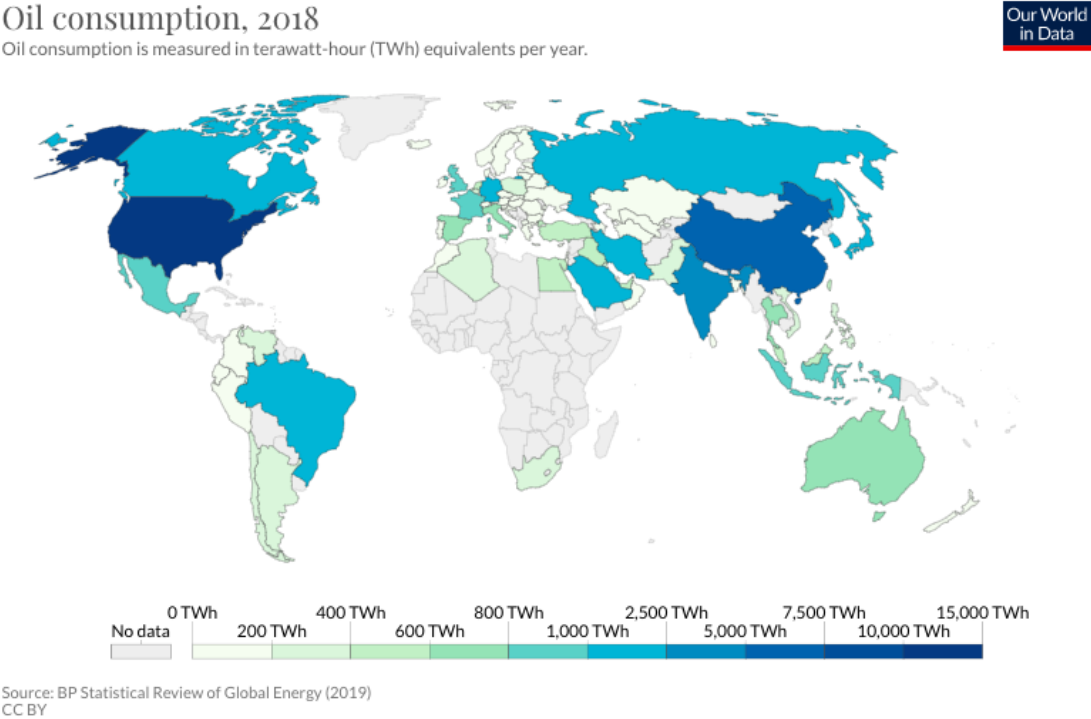 Oil consumption, 2018
Oil consumption is measured in terawatt-hour (TWh) equivalents per year.
Our World
in Data
0 TWh 400 TWh 800 TWh 2,500 TWh 7,500 TWh 15,000 TWh
No data 200 TWh 600 TWh 1,000 TWh 5,000 TWh 10,000 TWh
Source: BP Statistical Review of Global Energy (2019)
CC BY